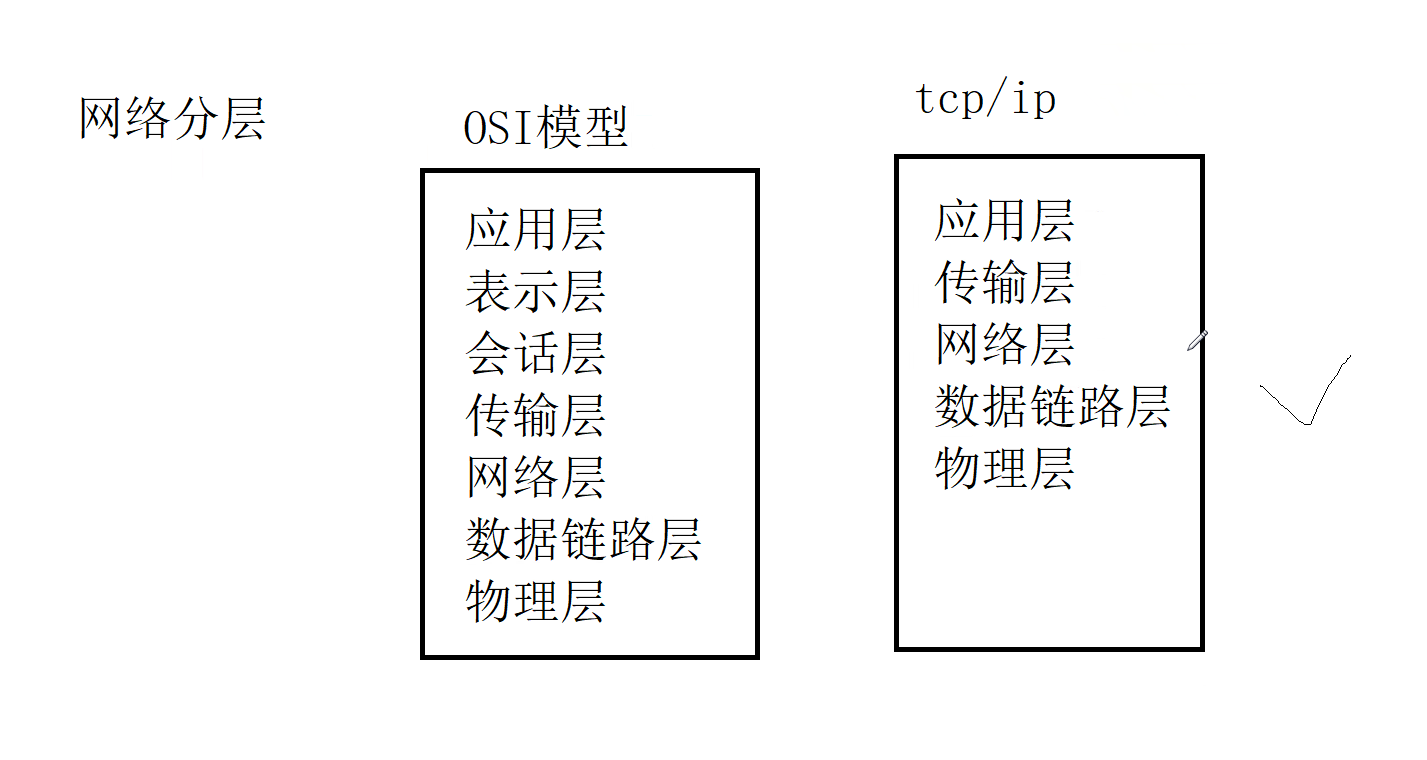 网络分层
OSI模型
应用层
表示层
会话层
传输层
网络层
数据链路层
物理层
tcp/ip
应用层
传输层
网络层
数据链路层
物理层